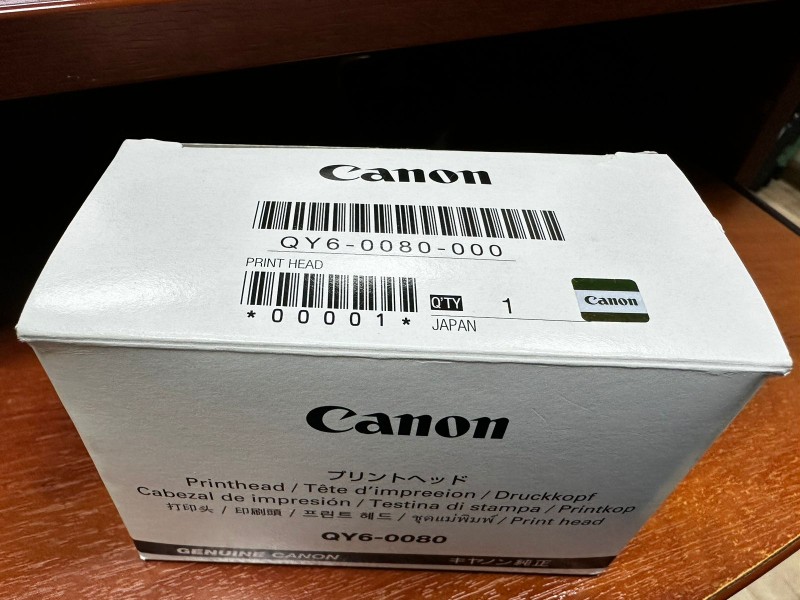 Canon
QY6-0080-000
PRINT HEAD
*00001*
Q'TY 1
JAPAN
Canon
Canon
プリントヘッド
Printhead / Tête d'impreeion / Druckkopf
Cabezal de impresión / Testina di stampa / Printkop
打印头 / 印刷頭 / 프린트 헤드 / ชุดแม่พิมพ์ / Print head
QY6-0080
GENUINE CANON
キヤノン純正